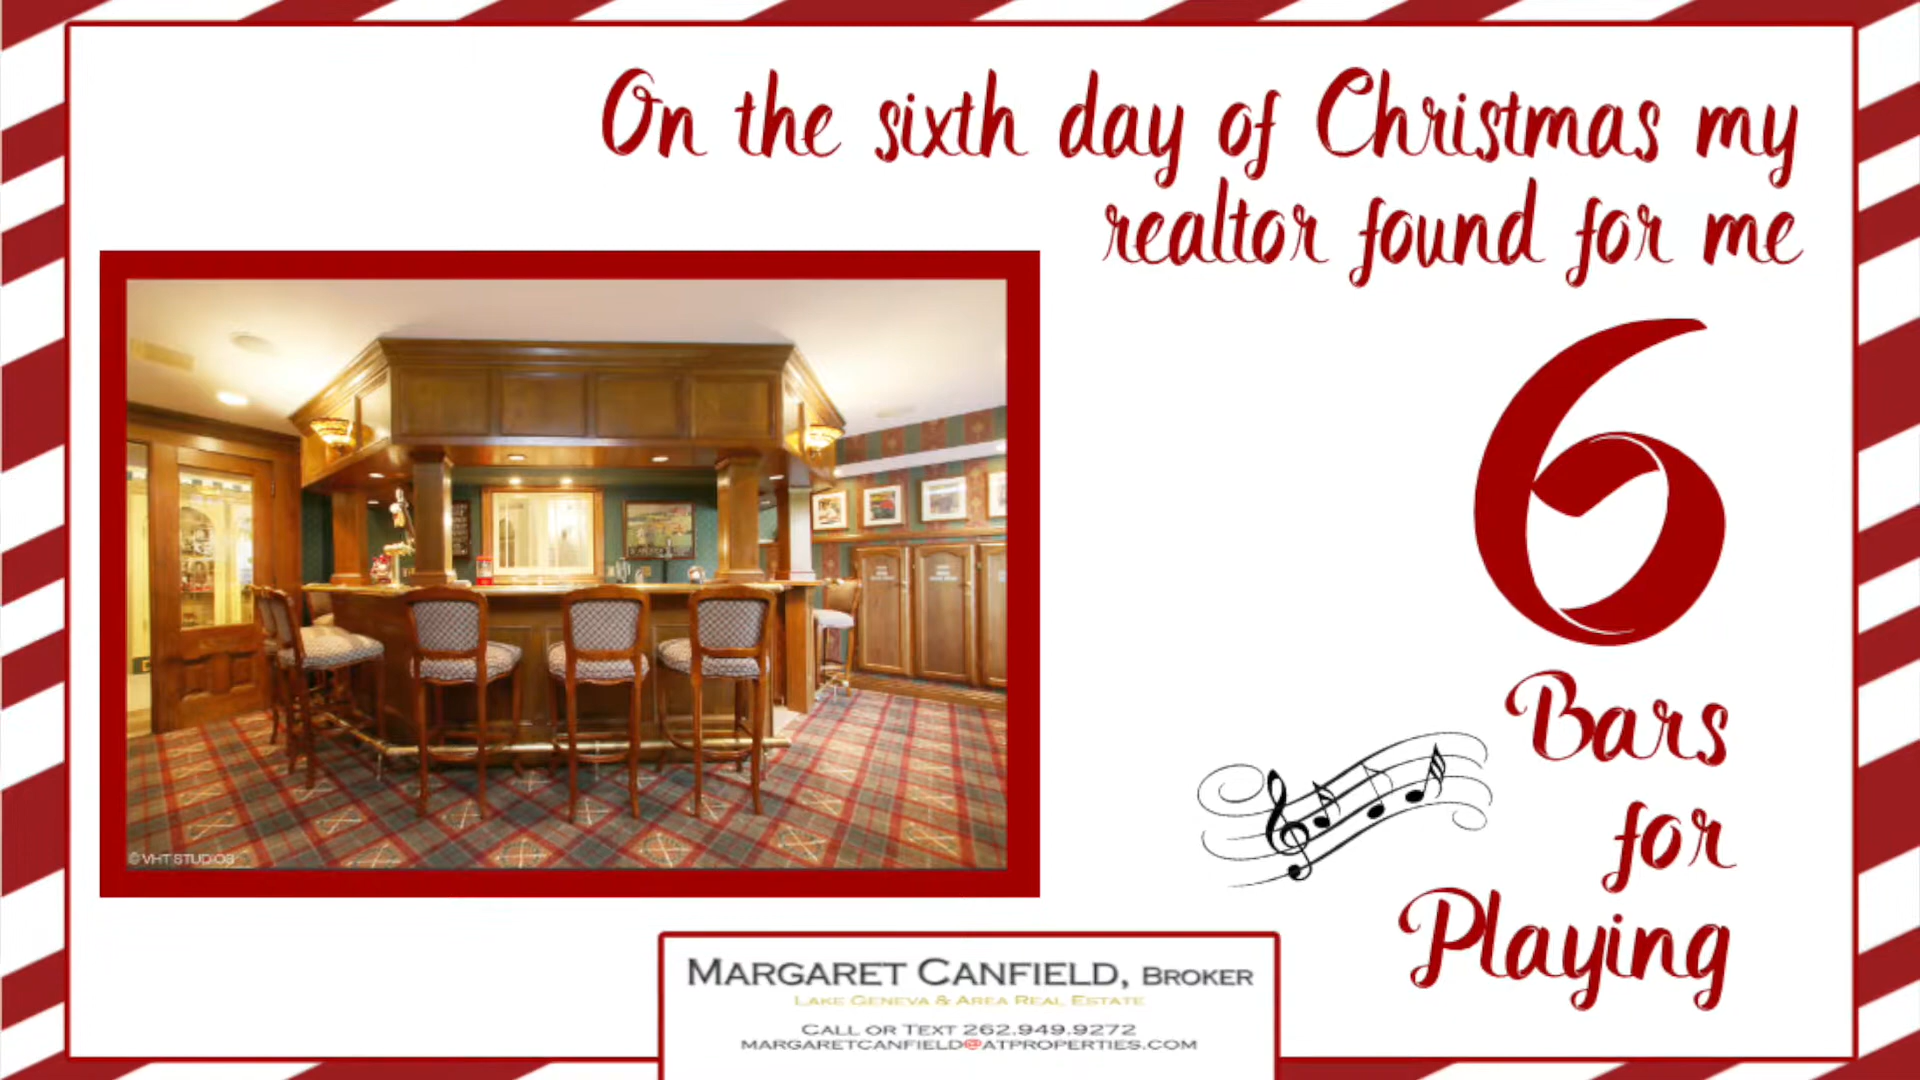 On the sixth day of Christmas my
realtor found for me
6
Bars
for
Playing
© VHT STUDIOS
MARGARET CANFIELD, BROKER
LAKE GENEVA & AREA REAL ESTATE
CALL OR TEXT 262.949.9272
MARGARETCANFIELD@ATPROPERTIES.COM